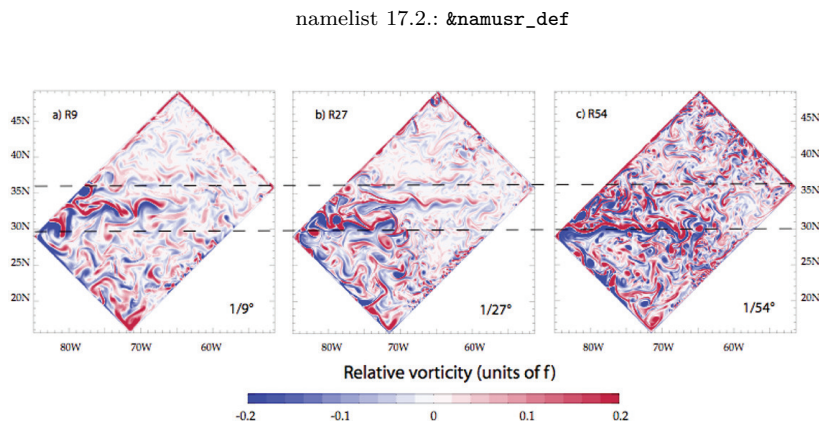 namelist 17.2.: &namusr_def
a) R9
b) R27
c) R54
45N
40N
35N
30N
25N
20N
45N
40N
35N
30N
25N
20N
1/9°
1/27°
1/54°
80W 70W 60W
80W 70W 60W
80W 70W 60W
Relative vorticity (units of f)
-0.2 -0.1 0 0.1 0.2